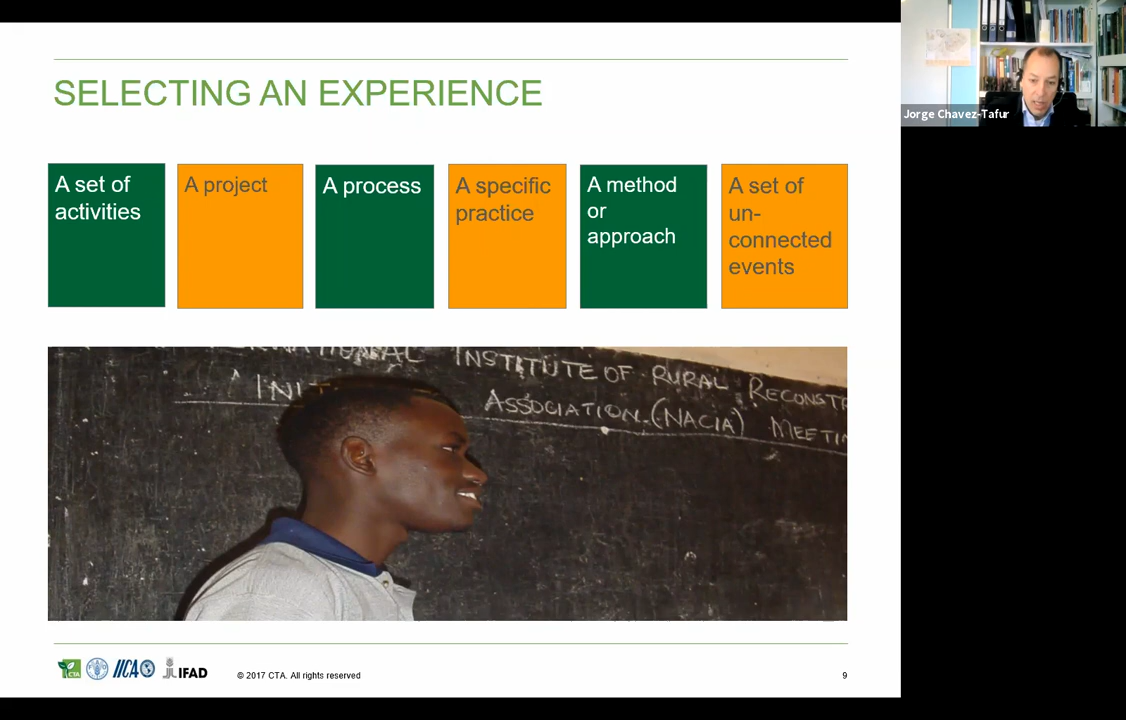 SELECTING AN EXPERIENCE
A set of
activities
A project
A process
A specific
practice
A method
or
approach
A set of
un-
connected
events
INSTITUTE OF RURAL
ASSOCIATION (NACIA)
CTA
IICA
IFAD
© 2017 CTA. All rights reserved
9
Jorge Chavez-Tafur